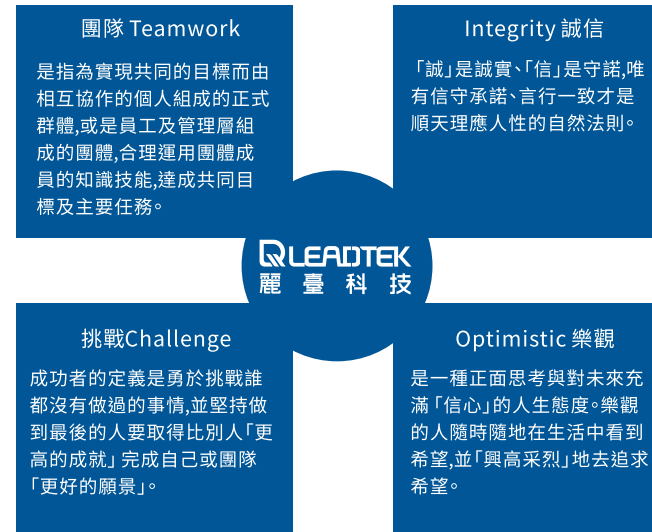 團隊 Teamwork
是指為實現共同的目標而由
相互協作的個人組成的正式
群體,或是員工及管理層組
成的團體,合理運用團體成
員的知識技能,達成共同目
標及主要任務。
Integrity 誠信
「誠」是誠實、「信」是守諾,唯
有信守承諾、言行一致才是
順天理應人性的自然法則。
LEADTEK
麗臺科技
挑戰Challenge
成功者的定義是勇於挑戰誰
都沒有做過的事情,並堅持做
到最後的人要取得比別人「更
高的成就」完成自己或團隊
「更好的願景」。
Optimistic 樂觀
是一種正面思考與對未來充
滿「信心」的人生態度。樂觀
的人隨時隨地在生活中看到
希望,並「興高采烈」地去追求
希望。